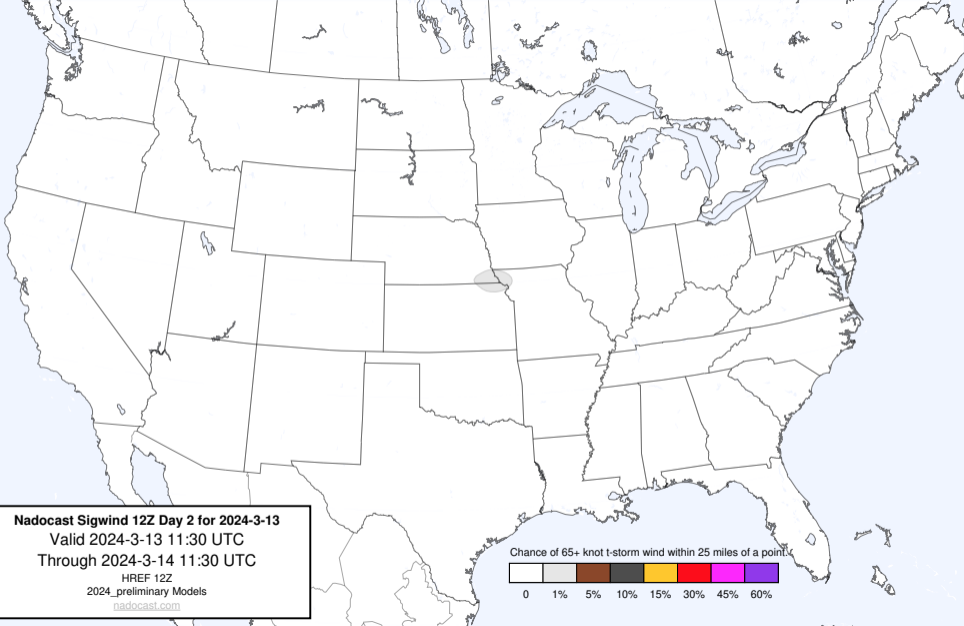 Nadocast Sigwind 12Z Day 2 for 2024-3-13
Valid 2024-3-13 11:30 UTC
Through 2024-3-14 11:30 UTC
HREF 12Z
2024_preliminary Models
nadocast.com
Chance of 65+ knot t-storm wind within 25 miles of a point.
0 1% 5% 10% 15% 30% 45% 60%